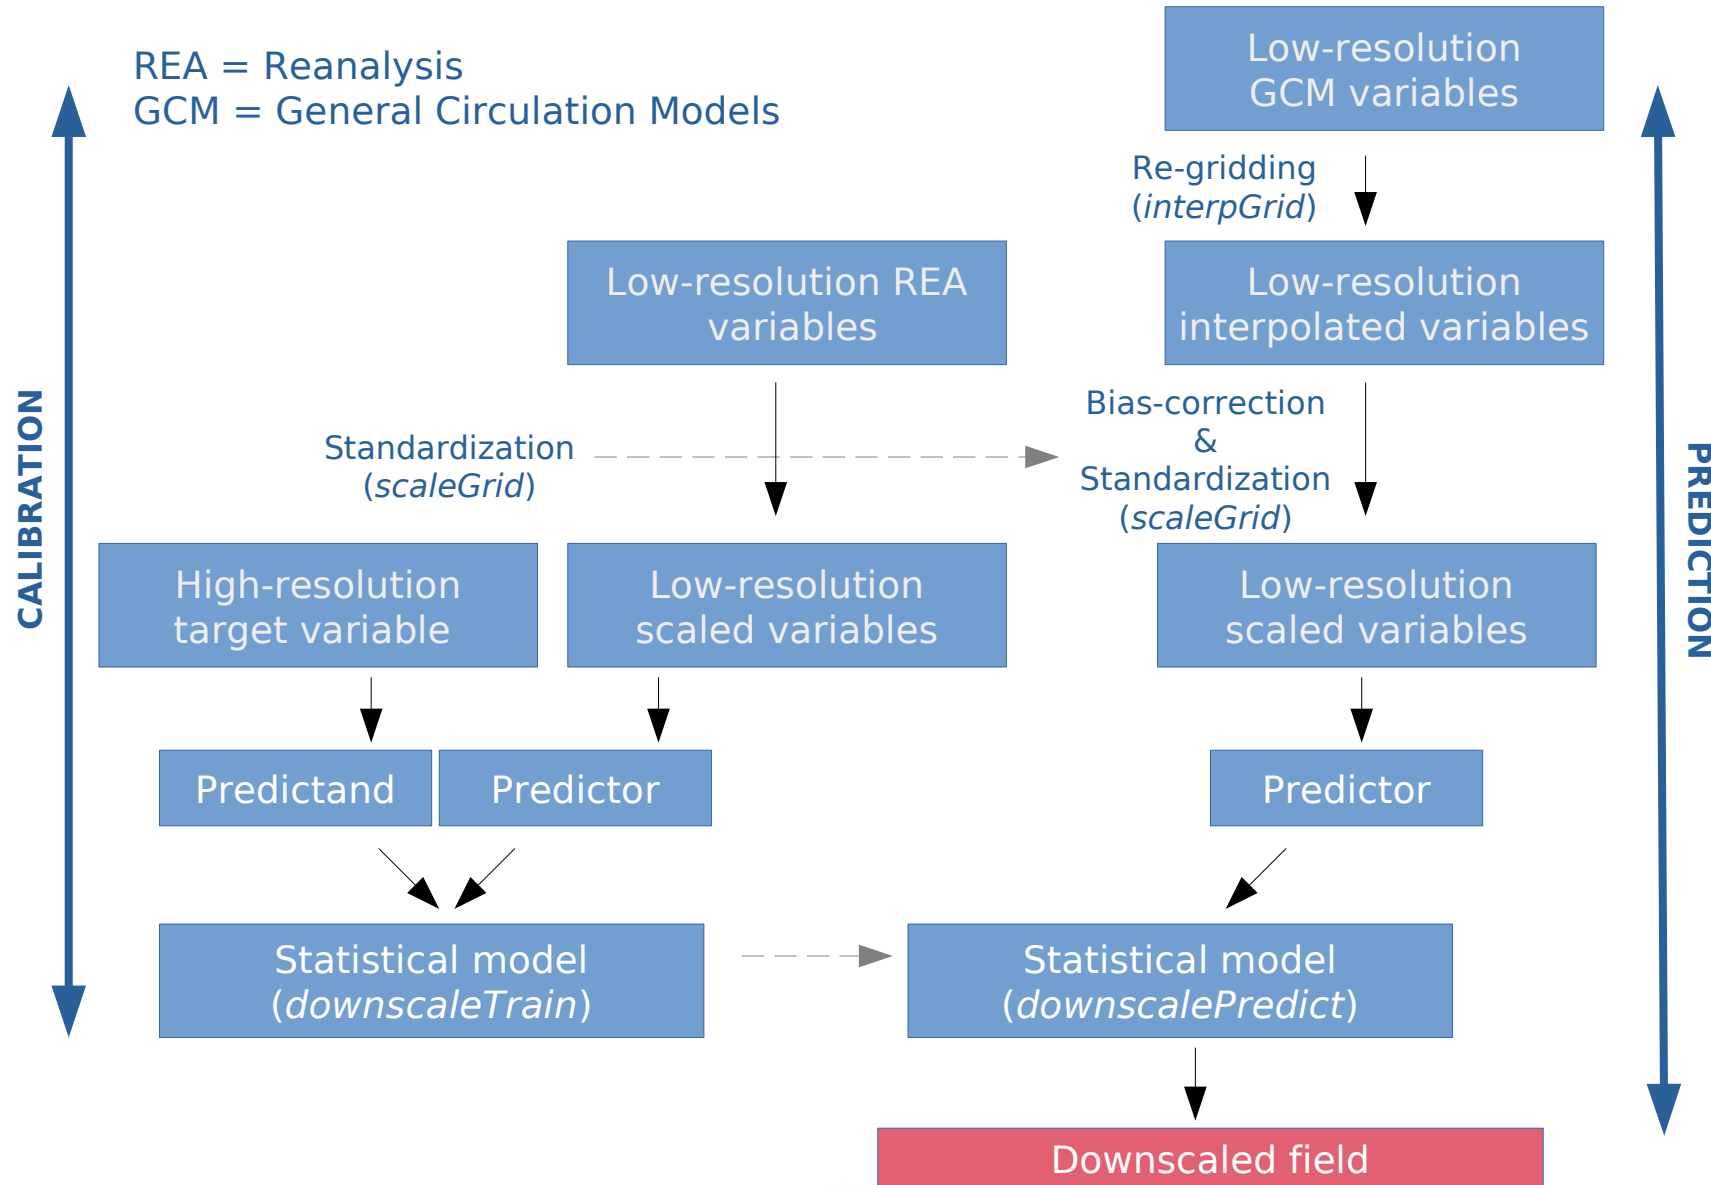 REA = Reanalysis
GCM = General Circulation Models
Low-resolution
GCM variables
Re-gridding
(interpGrid)
Low-resolution REA
variables
Low-resolution
interpolated variables
CALIBRATION
PREDICTION
Standardization
(scaleGrid)
Bias-correction
&
Standardization
(scaleGrid)
High-resolution
target variable
Low-resolution
scaled variables
Low-resolution
scaled variables
Predictand
Predictor
Predictor
Statistical model
(downscaleTrain)
Statistical model
(downscalePredict)
Downscaled field